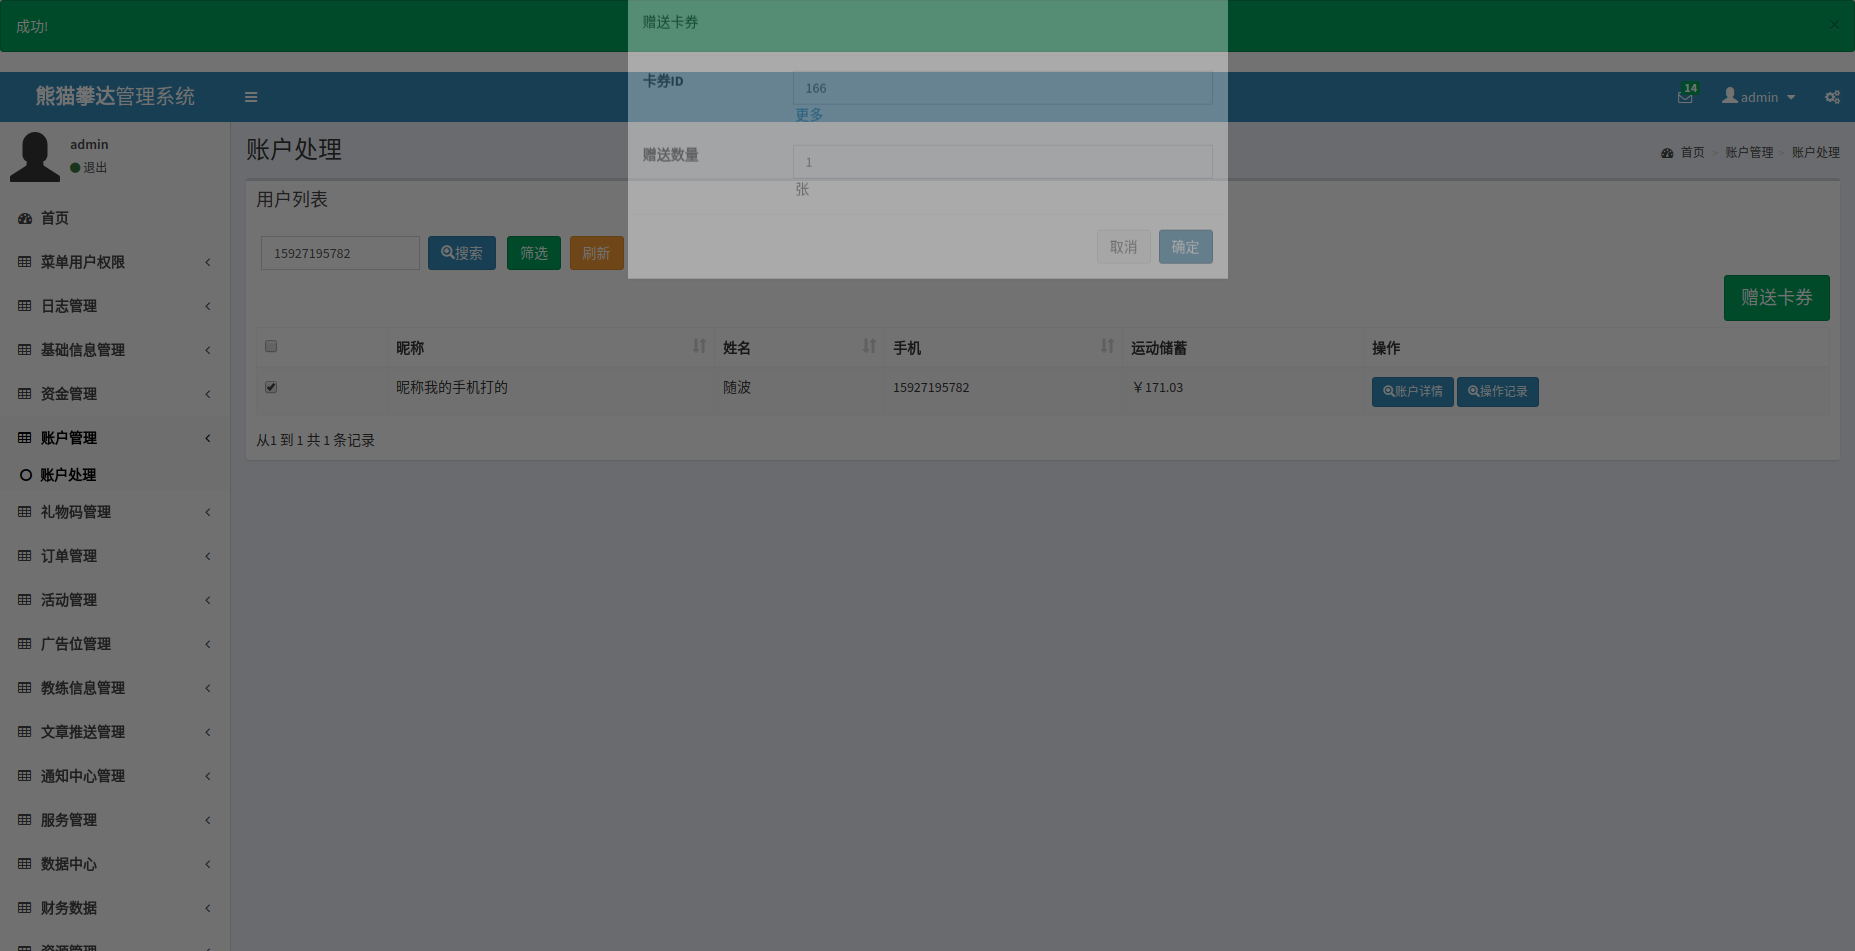 成功!
×
赠送卡券
卡券ID
166
更多
赠送数量
1
张
取消
确定
熊猫攀达管理系统
14
admin
admin
退出
首页
菜单用户权限
日志管理
基础信息管理
资金管理
账户管理
账户处理
礼物码管理
订单管理
活动管理
广告位管理
教练信息管理
文章推送管理
通知中心管理
服务管理
数据中心
财务数据
资源管理
账户处理
首页 > 账户管理 > 账户处理
用户列表
15927195782
搜索
筛选
刷新
赠送卡券
昵称 姓名 手机 运动储蓄 操作
昵称我的手机打的 随波 15927195782 ￥171.03 账户详情 操作记录
从1 到 1 共 1 条记录